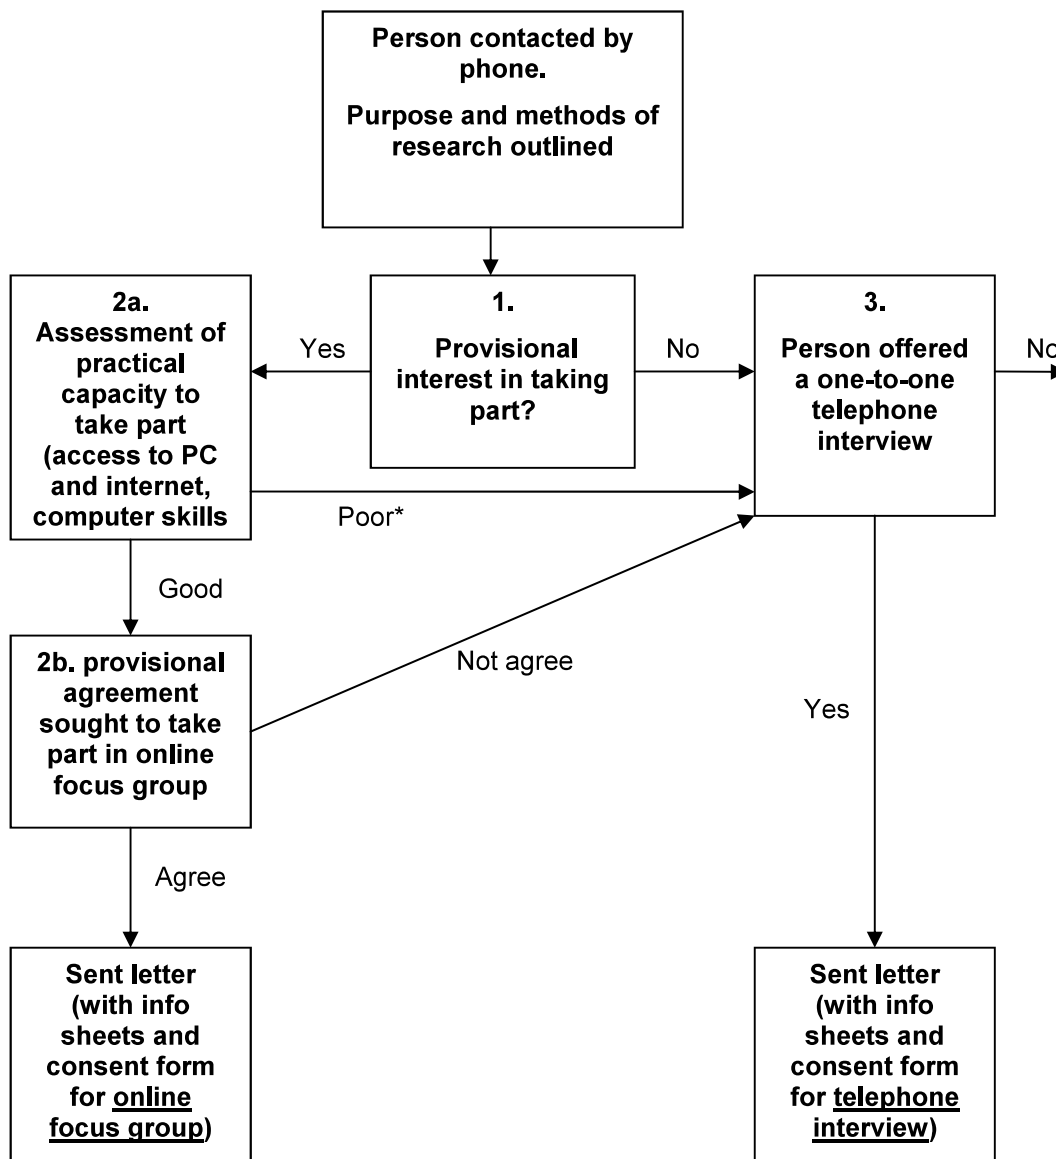 Person contacted by
phone.
Purpose and methods of
research outlined
2a.
Assessment of
practical
capacity to
take part
(access to PC
and internet,
computer skills
Yes
1.
Provisional
interest in taking
part?
No
3.
Person offered
a one-to-one
telephone
interview
No
Poor*
Good
2b. provisional
agreement
sought to take
part in online
focus group
Not agree
Yes
Agree
Sent letter
(with info
sheets and
consent form
for online
focus group)
Sent letter
(with info
sheets and
consent form
for telephone
interview)